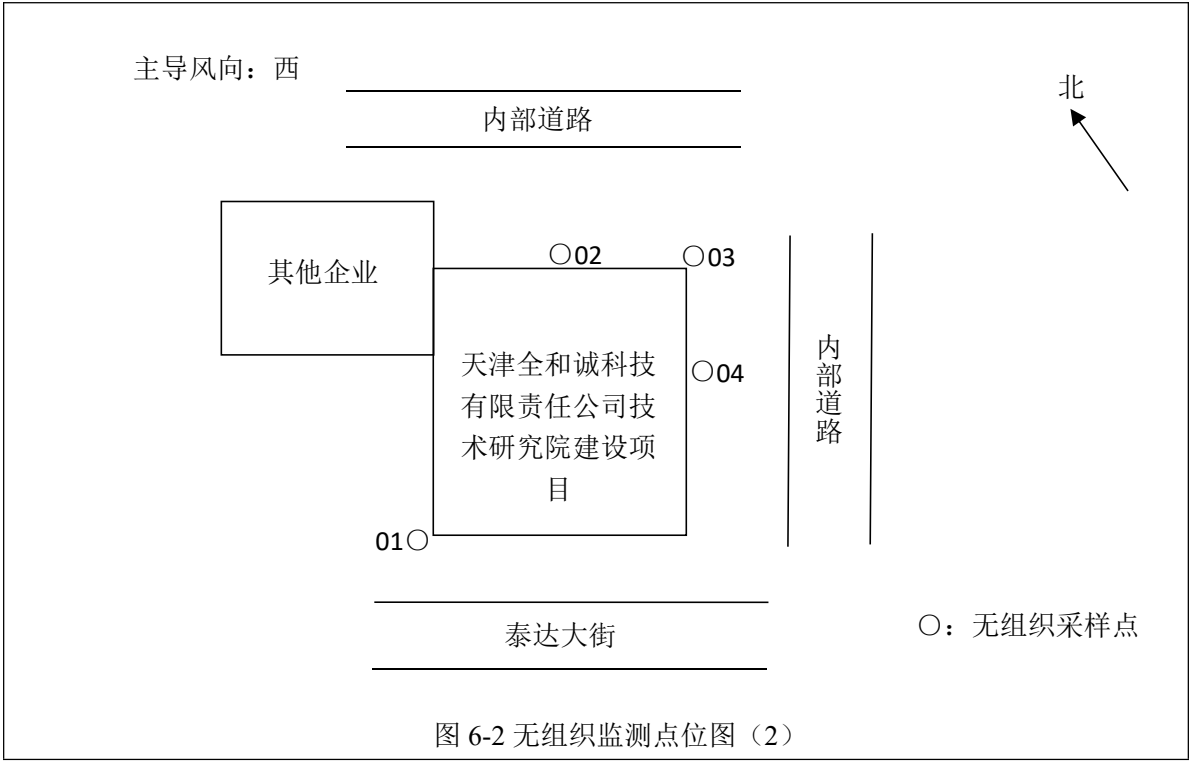 主导风向：西
北
内部道路
其他企业
○02
○03
天津全和诚科技
有限责任公司技
术研究院建设项
目
○04
内部道路
01○
泰达大街
○：无组织采样点
图 6-2 无组织监测点位图（2）